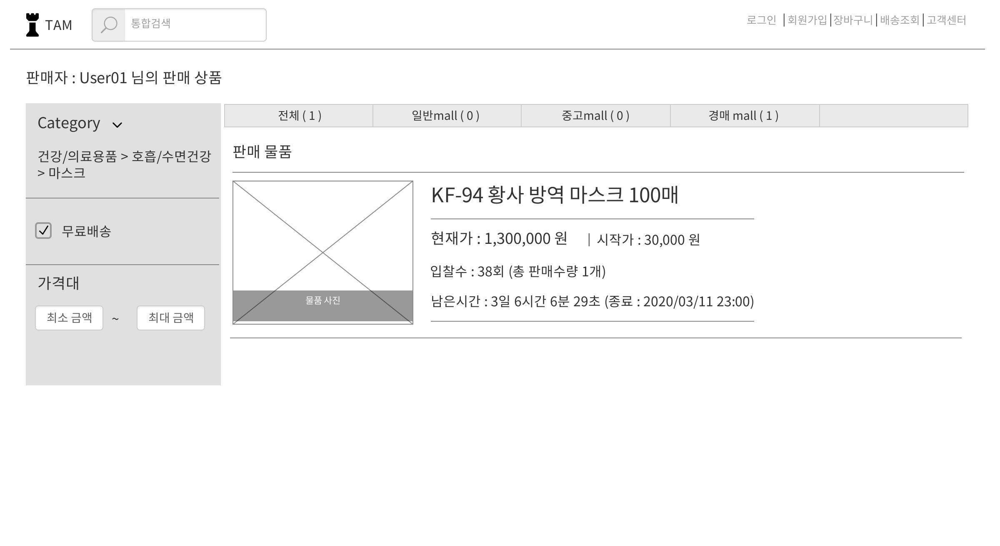 TAM
통합검색
로그인 | 회원가입 | 장바구니 | 배송조회 | 고객센터
판매자 : User01 님의 판매 상품
Category
건강/의료용품 > 호흡/수면건강
> 마스크
무료배송
가격대
최소 금액 ~ 최대 금액
전체 ( 1 )
일반mall ( 0 )
중고mall ( 0 )
경매 mall ( 1 )
판매 물품
물품 사진
KF-94 황사 방역 마스크 100매
현재가 : 1,300,000 원 | 시작가 : 30,000 원
입찰수 : 38회 (총 판매수량 1개)
남은시간 : 3일 6시간 6분 29초 (종료 : 2020/03/11 23:00)